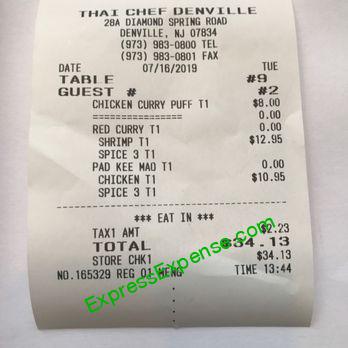 THAI CHEF DENVILLE
28A DIAMOND SPRING ROAD
DENVILLE, NJ 07834
(973) 983-0800 TEL
(973) 983-0801 FAX
DATE 07/16/2019 TUE
TABLE #9
GUEST # #2
CHICKEN CURRY PUFF T1 $8.00
================ 0.00
RED CURRY T1 0.00
SHRIMP T1 $12.95
SPICE 3 T1
PAD KEE MAO T1 0.00
CHICKEN T1 $10.95
SPICE 3 T1
*** EAT IN ***
TAX1 AMT $2.23
TOTAL $34.13
STORE CHK1 $34.13
NO.165329 REG 01 WENG TIME 13:44
ExpressExpense.com